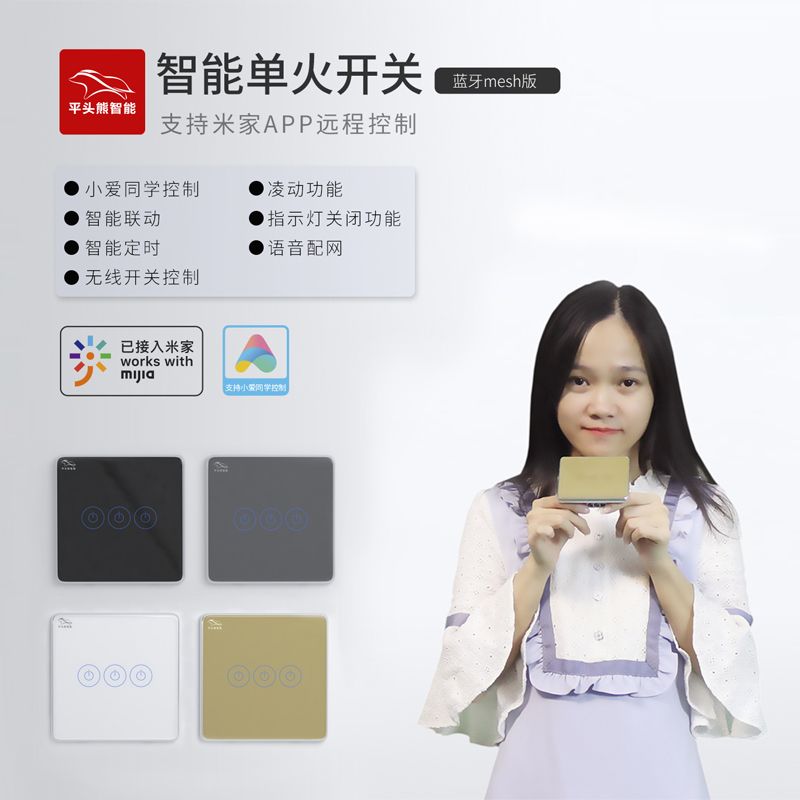 平头熊智能
智能单火开关
蓝牙mesh版
支持米家APP远程控制
小爱同学控制
智能联动
智能定时
无线开关控制
凌动功能
指示灯关闭功能
语音配网
已接入米家
works with
mijia
支持小爱同学控制